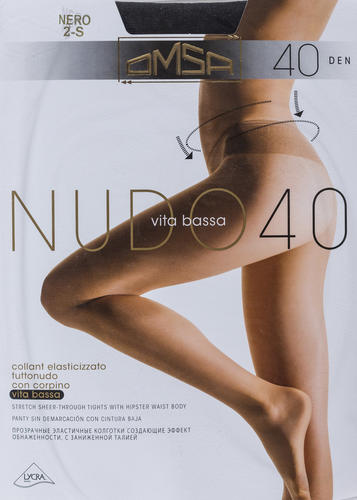 NERO
2-S
OMSA
40 DEN
NUDO 40
vita bassa
collant elasticizzato
tuttonudo
con corpino
vita bassa
STRETCH SHEER-THROUGH TIGHTS WITH HIPSTER WAIST BODY
PANTY SIN DEMARCACIÓN CON CINTURA BAJA
ПРОЗРАЧНЫЕ ЭЛАСТИЧНЫЕ КОЛГОТКИ СОЗДАЮЩИЕ ЭФФЕКТ
ОБНАЖЕННОСТИ. С ЗАНИЖЕННОЙ ТАЛИЕЙ
LYCRA